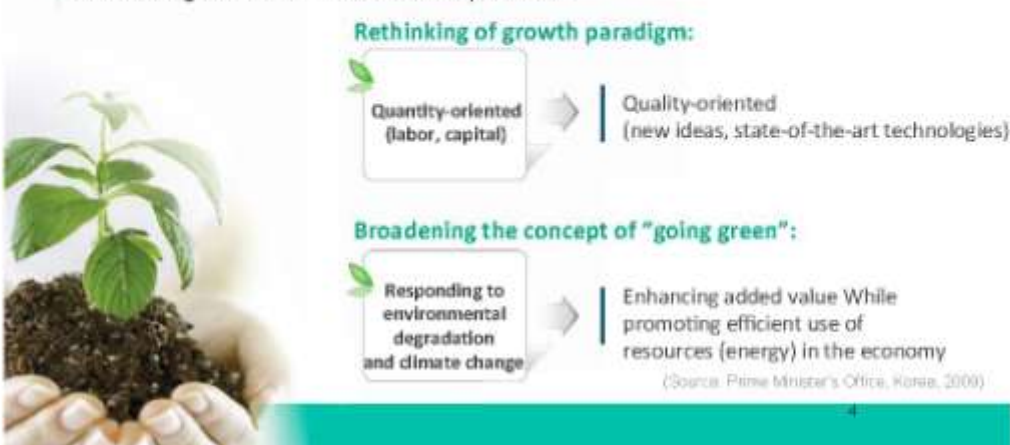 Rethinking of growth paradigm:
Quantity-oriented
(labor, capital)
Quality-oriented
(new ideas, state-of-the-art technologies)
Broadening the concept of "going green":
Responding to
environmental
degradation
and climate change
Enhancing added value While
promoting efficient use of
resources (energy) in the economy
(Source: Prime Minister's Office, Korea, 2009)
4